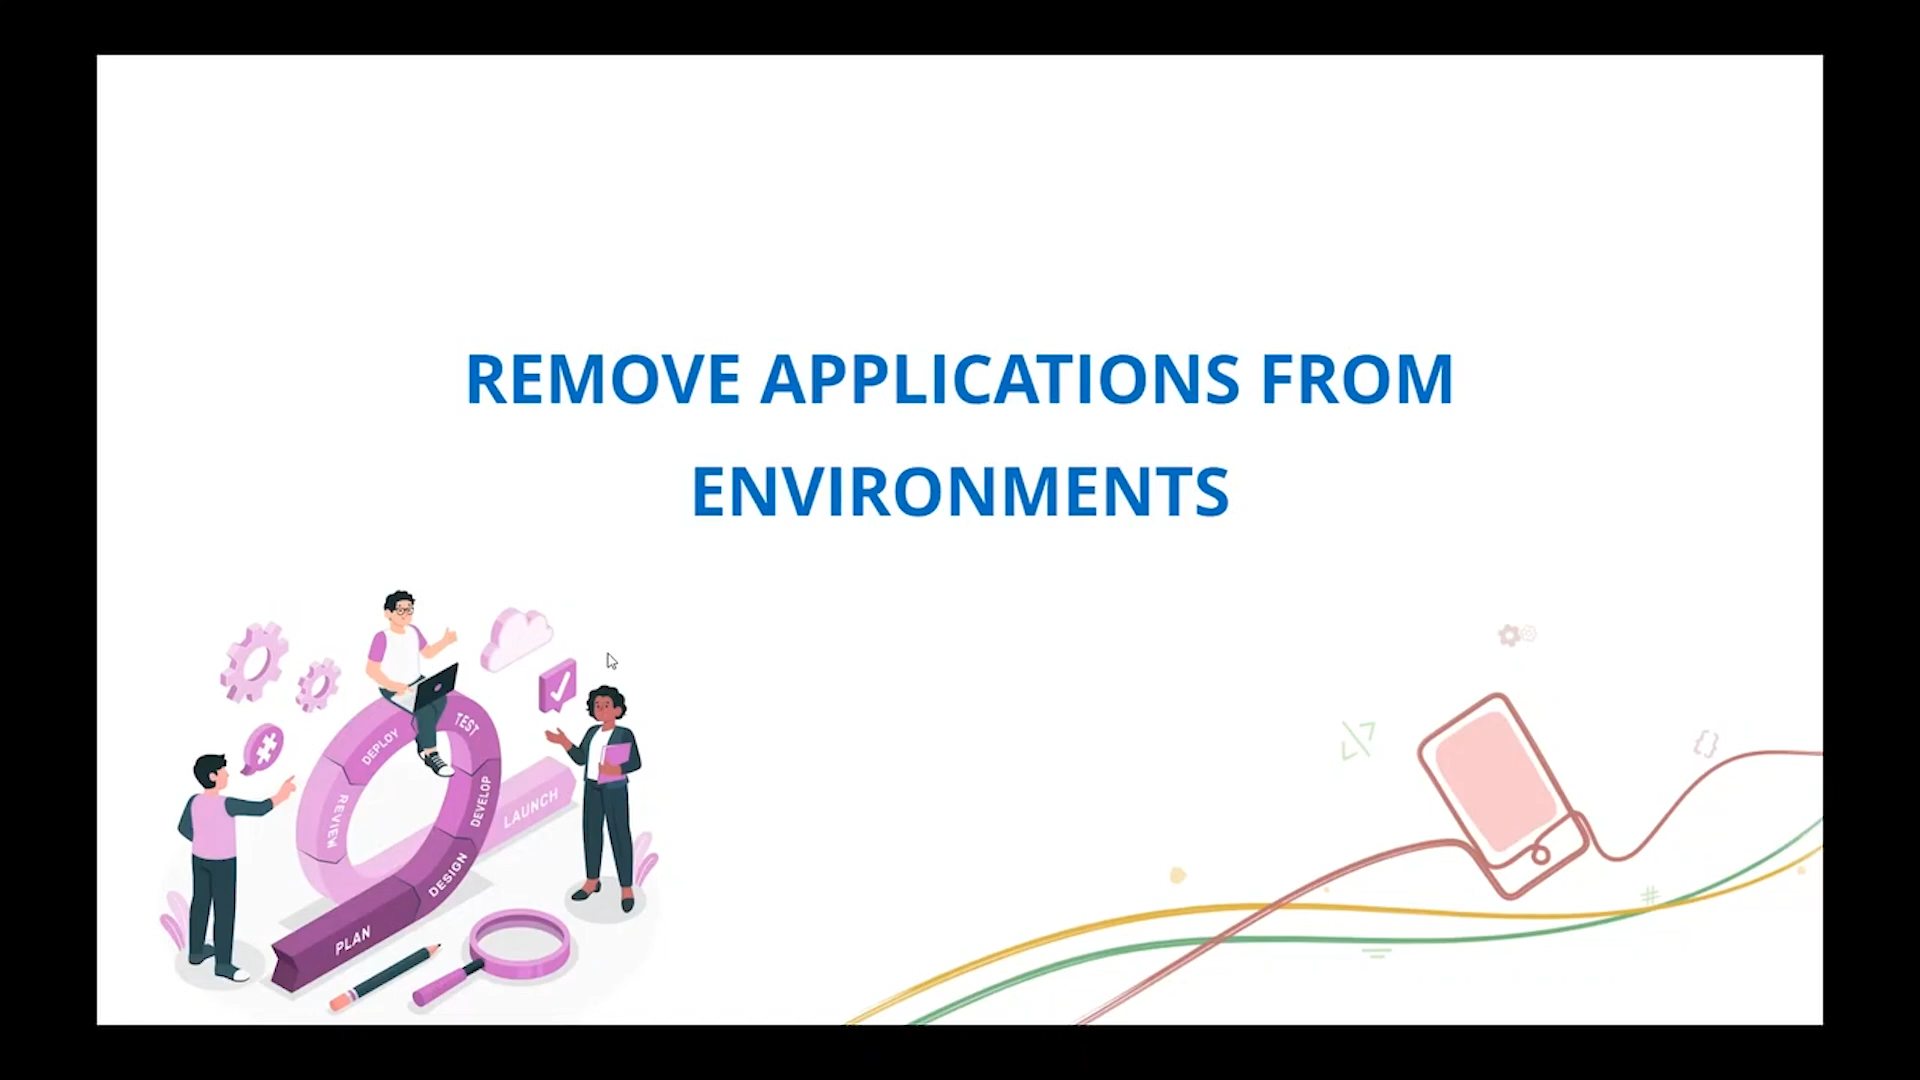 REMOVE APPLICATIONS FROM
ENVIRONMENTS
TEST
DEPLOY
DEVELOP
REVIEW
LAUNCH
DESIGN
PLAN